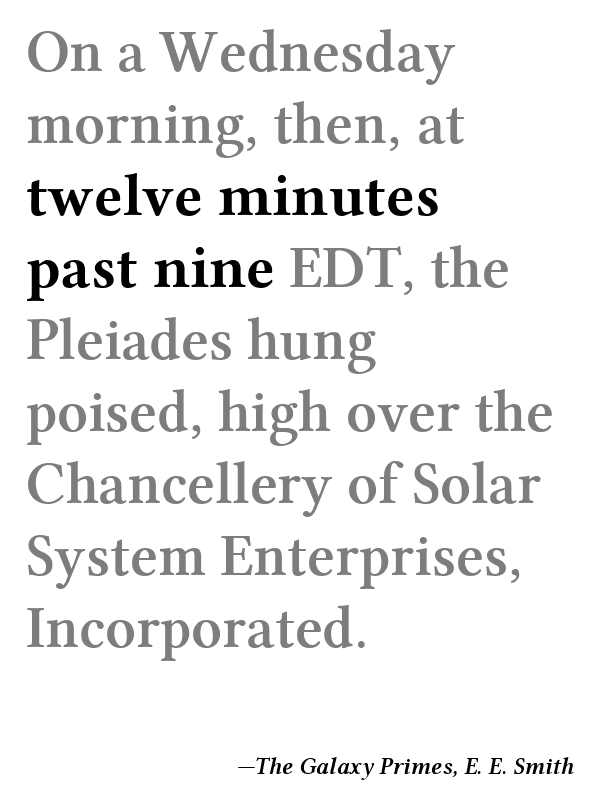 On a Wednesday
morning, then, at
twelve minutes
past nine EDT, the
Pleiades hung
poised, high over the
Chancellery of Solar
System Enterprises,
Incorporated.
—The Galaxy Primes, E. E. Smith